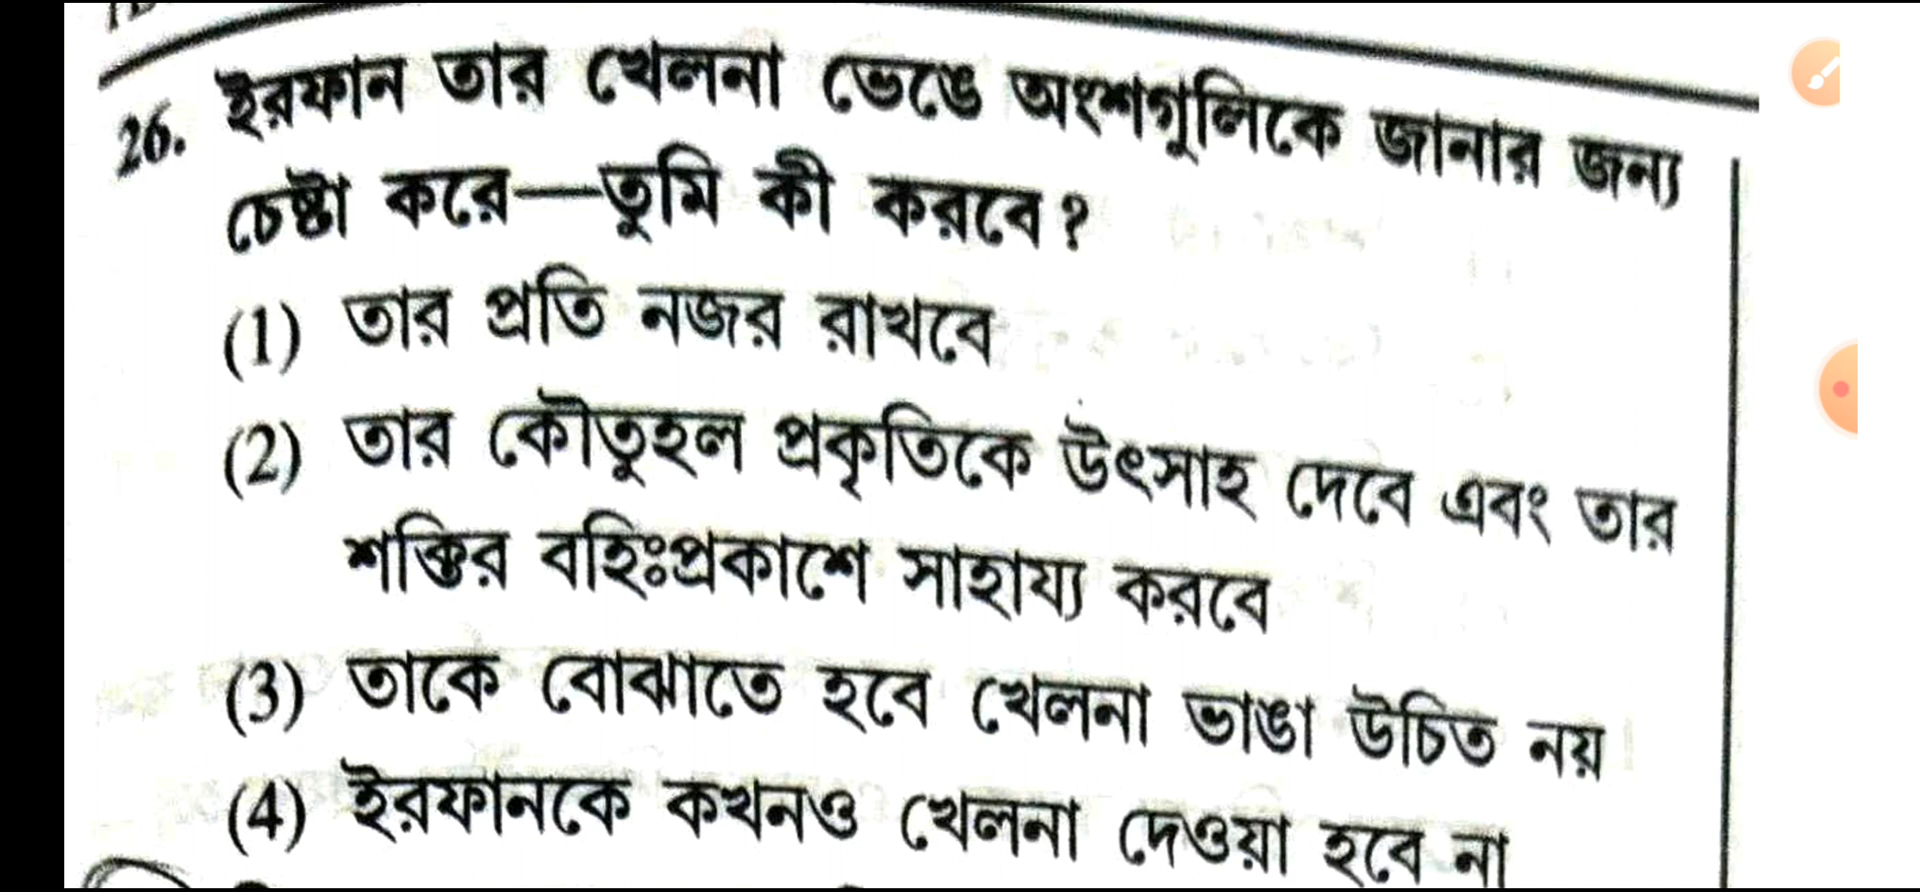 26. ইরফান তার খেলনা ভেঙে অংশগুলিকে জানার জন্য
চেষ্টা করে—তুমি কী করবে?
(1) তার প্রতি নজর রাখবে
(2) তার কৌতুহল প্রকৃতিকে উৎসাহ দেবে এবং তার
শক্তির বহিঃপ্রকাশে সাহায্য করবে
(3) তাকে বোঝাতে হবে খেলনা ভাঙা উচিত নয়
(4) ইরফানকে কখনও খেলনা দেওয়া হবে না